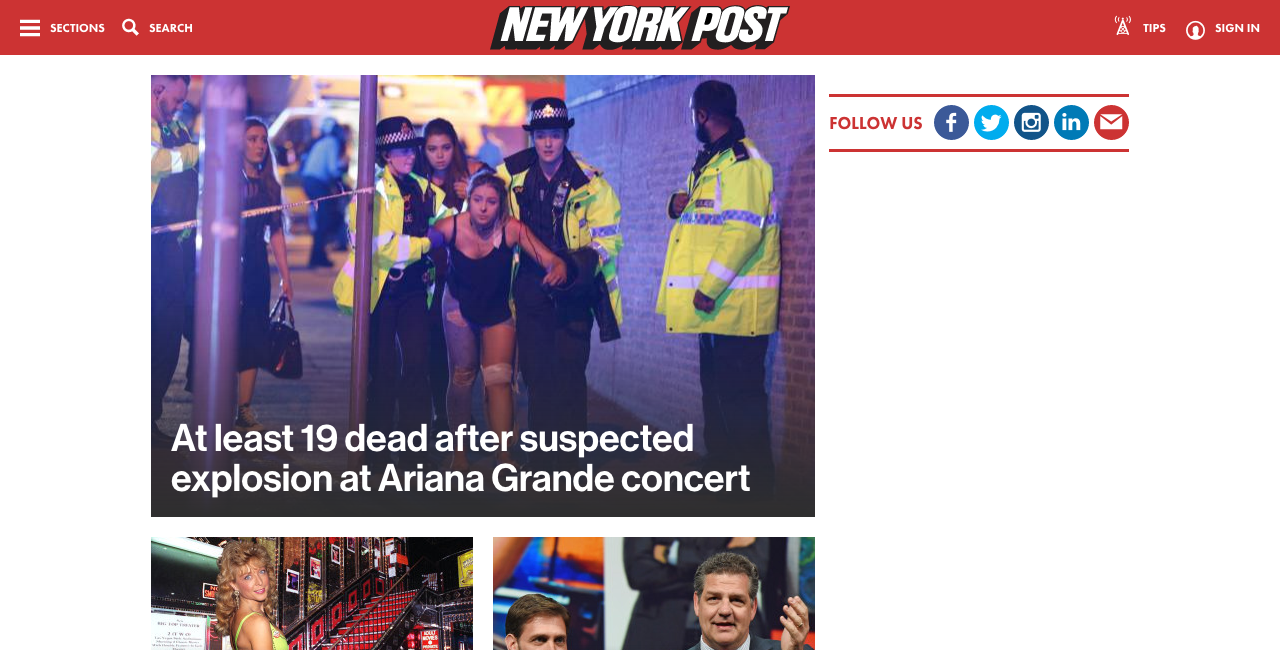 SECTIONS
SEARCH
NEW YORK POST
TIPS
SIGN IN
FOLLOW US
At least 19 dead after suspected
explosion at Ariana Grande concert